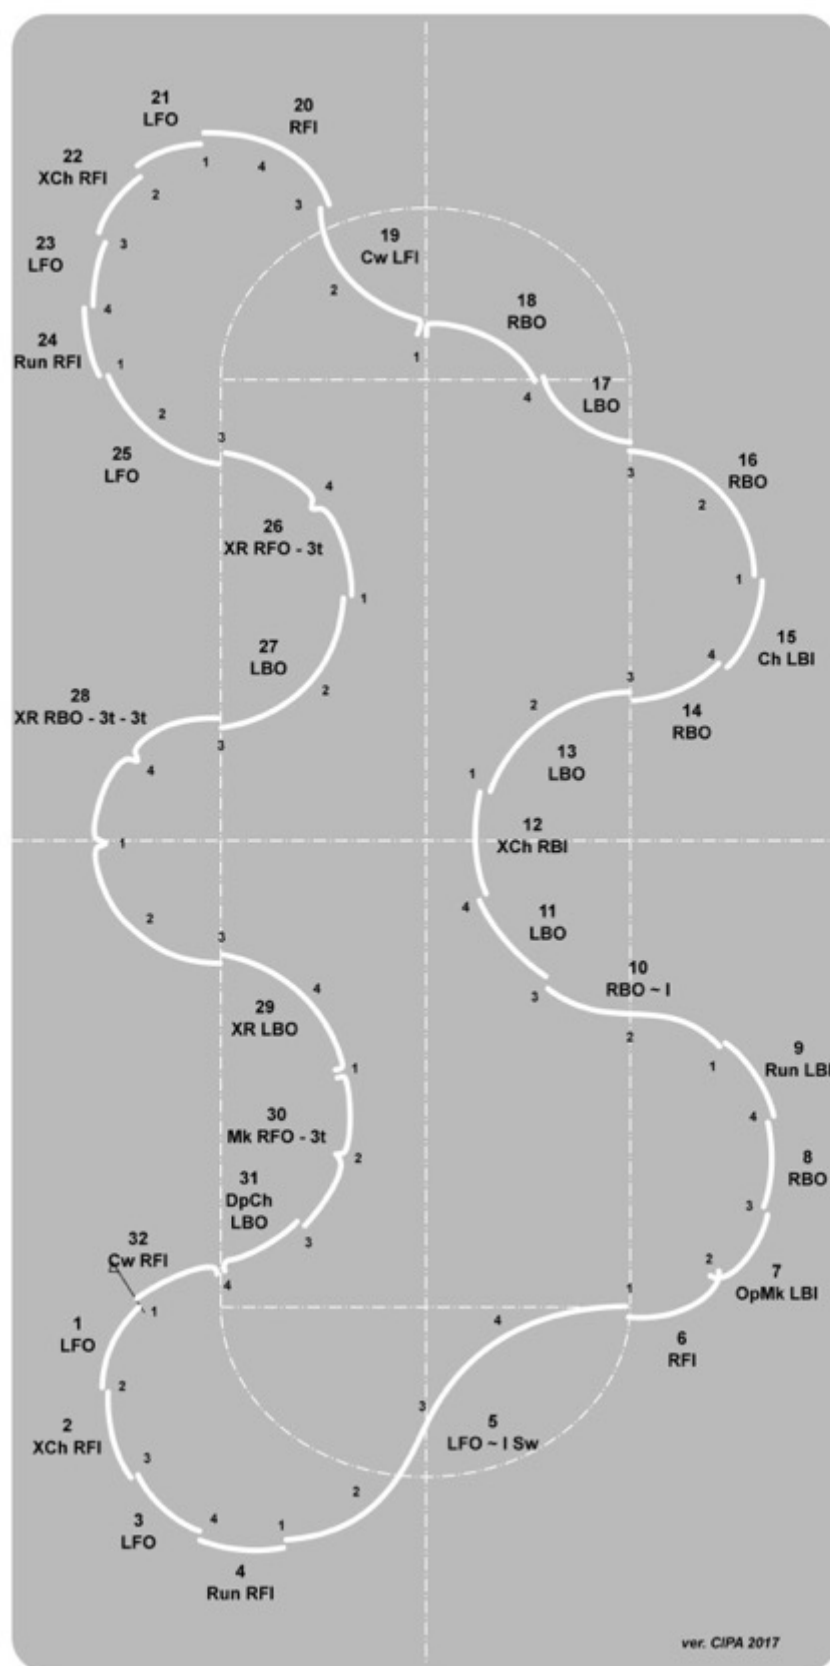 21
LFO
20
RFI
1
4
22
XCh RFI
2
3
23
LFO
3
19
Cw LFI
2
4
18
RBO
24
Run RFI
1
1
17
LBO
4
2
3
25
LFO
16
RBO
3
4
2
26
XR RFO - 3t
1
1
27
LBO
15
Ch LBI
4
2
3
28
XR RBO - 3t - 3t
14
RBO
2
3
13
LBO
4
1
12
XCh RBI
1
4
11
LBO
2
3
10
RBO ~ I
3
4
2
29
XR LBO
9
Run LBI
1
1
30
Mk RFO - 3t
4
2
8
RBO
31
DpCh
LBO
3
3
32
Cw RFI
2
7
OpMk LBI
4
1
1
1
LFO
4
6
RFI
2
3
5
LFO ~ I Sw
2
XCh RFI
3
2
3
LFO
4
1
4
Run RFI
ver. CIPA 2017